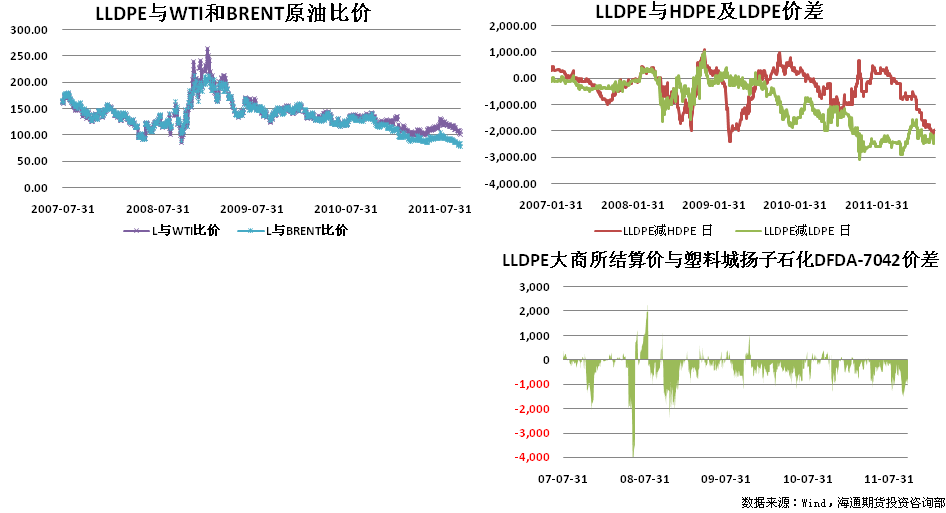 LLDPE与WTI和BRENT原油比价
300.00
250.00
200.00
150.00
100.00
50.00
0.00
2007-07-31 2008-07-31 2009-07-31 2010-07-31 2011-07-31
L与WTI比价 L与BRENT比价
LLDPE与HDPE及LDPE价差
2,000.00
1,000.00
0.00
-1,000.00
-2,000.00
-3,000.00
-4,000.00
2007-01-31 2008-01-31 2009-01-31 2010-01-31 2011-01-31
LLDPE减HDPE 日 LLDPE减LDPE 日
LLDPE大商所结算价与塑料城扬子石化DFDA-7042价差
3,000
2,000
1,000
0
-1,000
-2,000
-3,000
-4,000
07-07-31 08-07-31 09-07-31 10-07-31 11-07-31
数据来源：Wind，海通期货投资咨询部